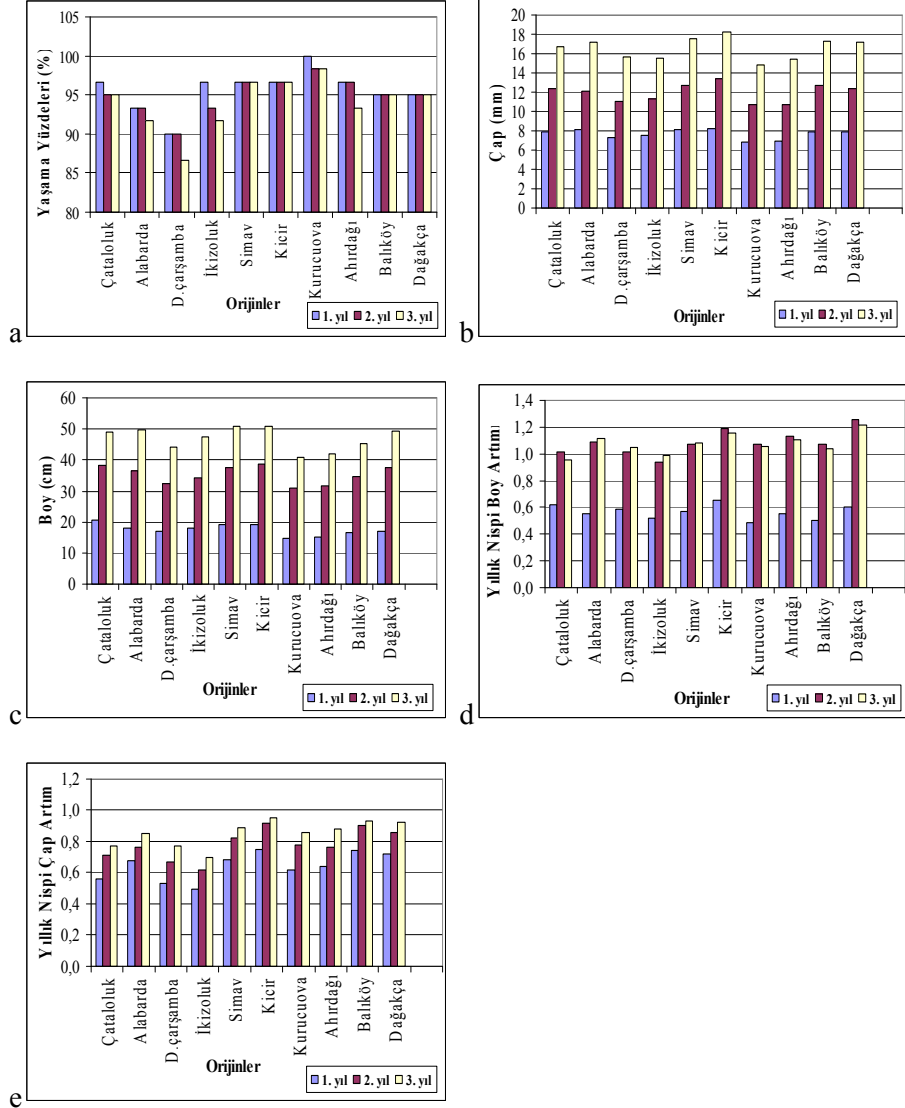 105
100
95
90
85
80
Yaşama Yüzdeleri (%)
Çataloluk
Alabarda
D.çarşamba
İkizoluk
Simav
Kicir
Kurucuova
Ahırdağı
Balıköy
Dağakça
Orijinler
1. yıl 2. yıl 3. yıl
a
20
18
16
14
12
10
8
6
4
2
0
Çap (mm)
Çataloluk
Alabarda
D.çarşamba
İkizoluk
Simav
Kicir
Kurucuova
Ahırdağı
Balıköy
Dağakça
Orijinler
1. yıl 2. yıl 3. yıl
b
60
50
40
30
20
10
0
Boy (cm)
Çataloluk
Alabarda
D.çarşamba
İkizoluk
Simav
Kicir
Kurucuova
Ahırdağı
Balıköy
Dağakça
Orijinler
1. yıl 2. yıl 3. yıl
c
1,4
1,2
1,0
0,8
0,6
0,4
0,2
0,0
Yıllık Nispi Boy Artımı
Çataloluk
Alabarda
D.çarşamba
İkizoluk
Simav
Kicir
Kurucuova
Ahırdağı
Balıköy
Dağakça
Orijinler
1. yıl 2. yıl 3. yıl
d
1,2
1,0
0,8
0,6
0,4
0,2
0,0
Yıllık Nispi Çap Artım
Çataloluk
Alabarda
D.çarşamba
İkizoluk
Simav
Kicir
Kurucuova
Ahırdağı
Balıköy
Dağakça
Orijinler
1. yıl 2. yıl 3. yıl
e